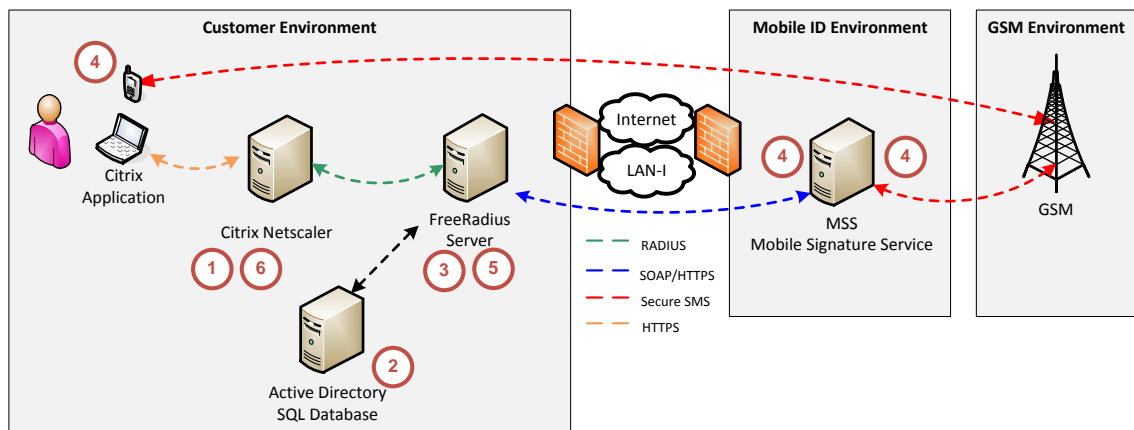 Customer Environment
Mobile ID Environment
GSM Environment
4
Internet
LAN-I
4
4
Citrix
Application
Citrix Netscaler
FreeRadius
Server
MSS
Mobile Signature Service
GSM
1
6
3
5
RADIUS
SOAP/HTTPS
Secure SMS
HTTPS
2
Active Directory
SQL Database